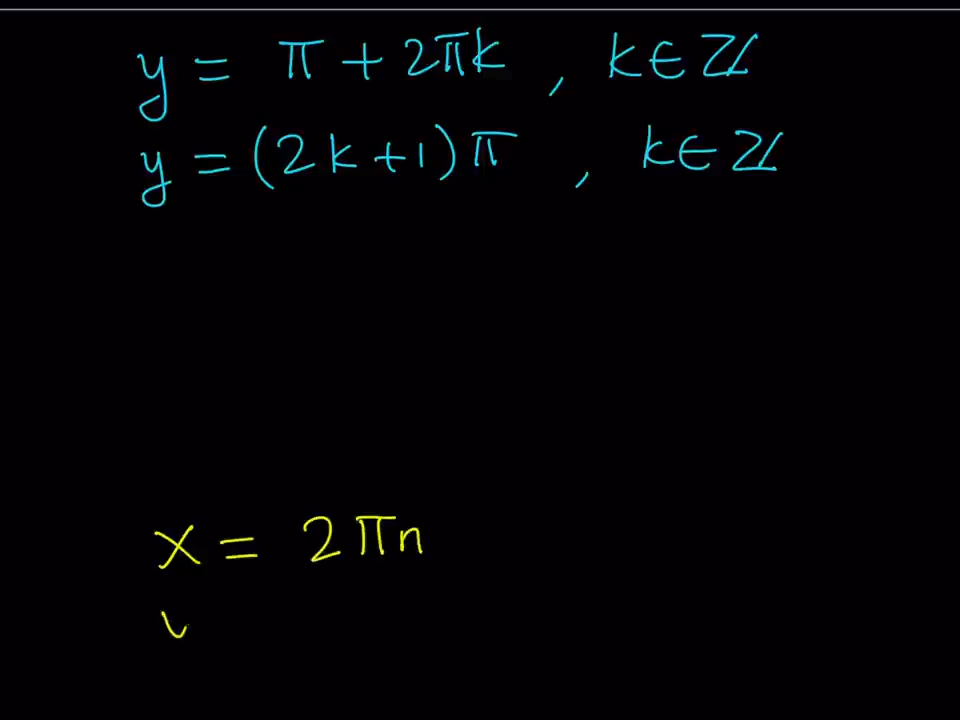 y = π + 2πk , k∈ℤ
y = (2k+1)π , k∈ℤ
x = 2πn